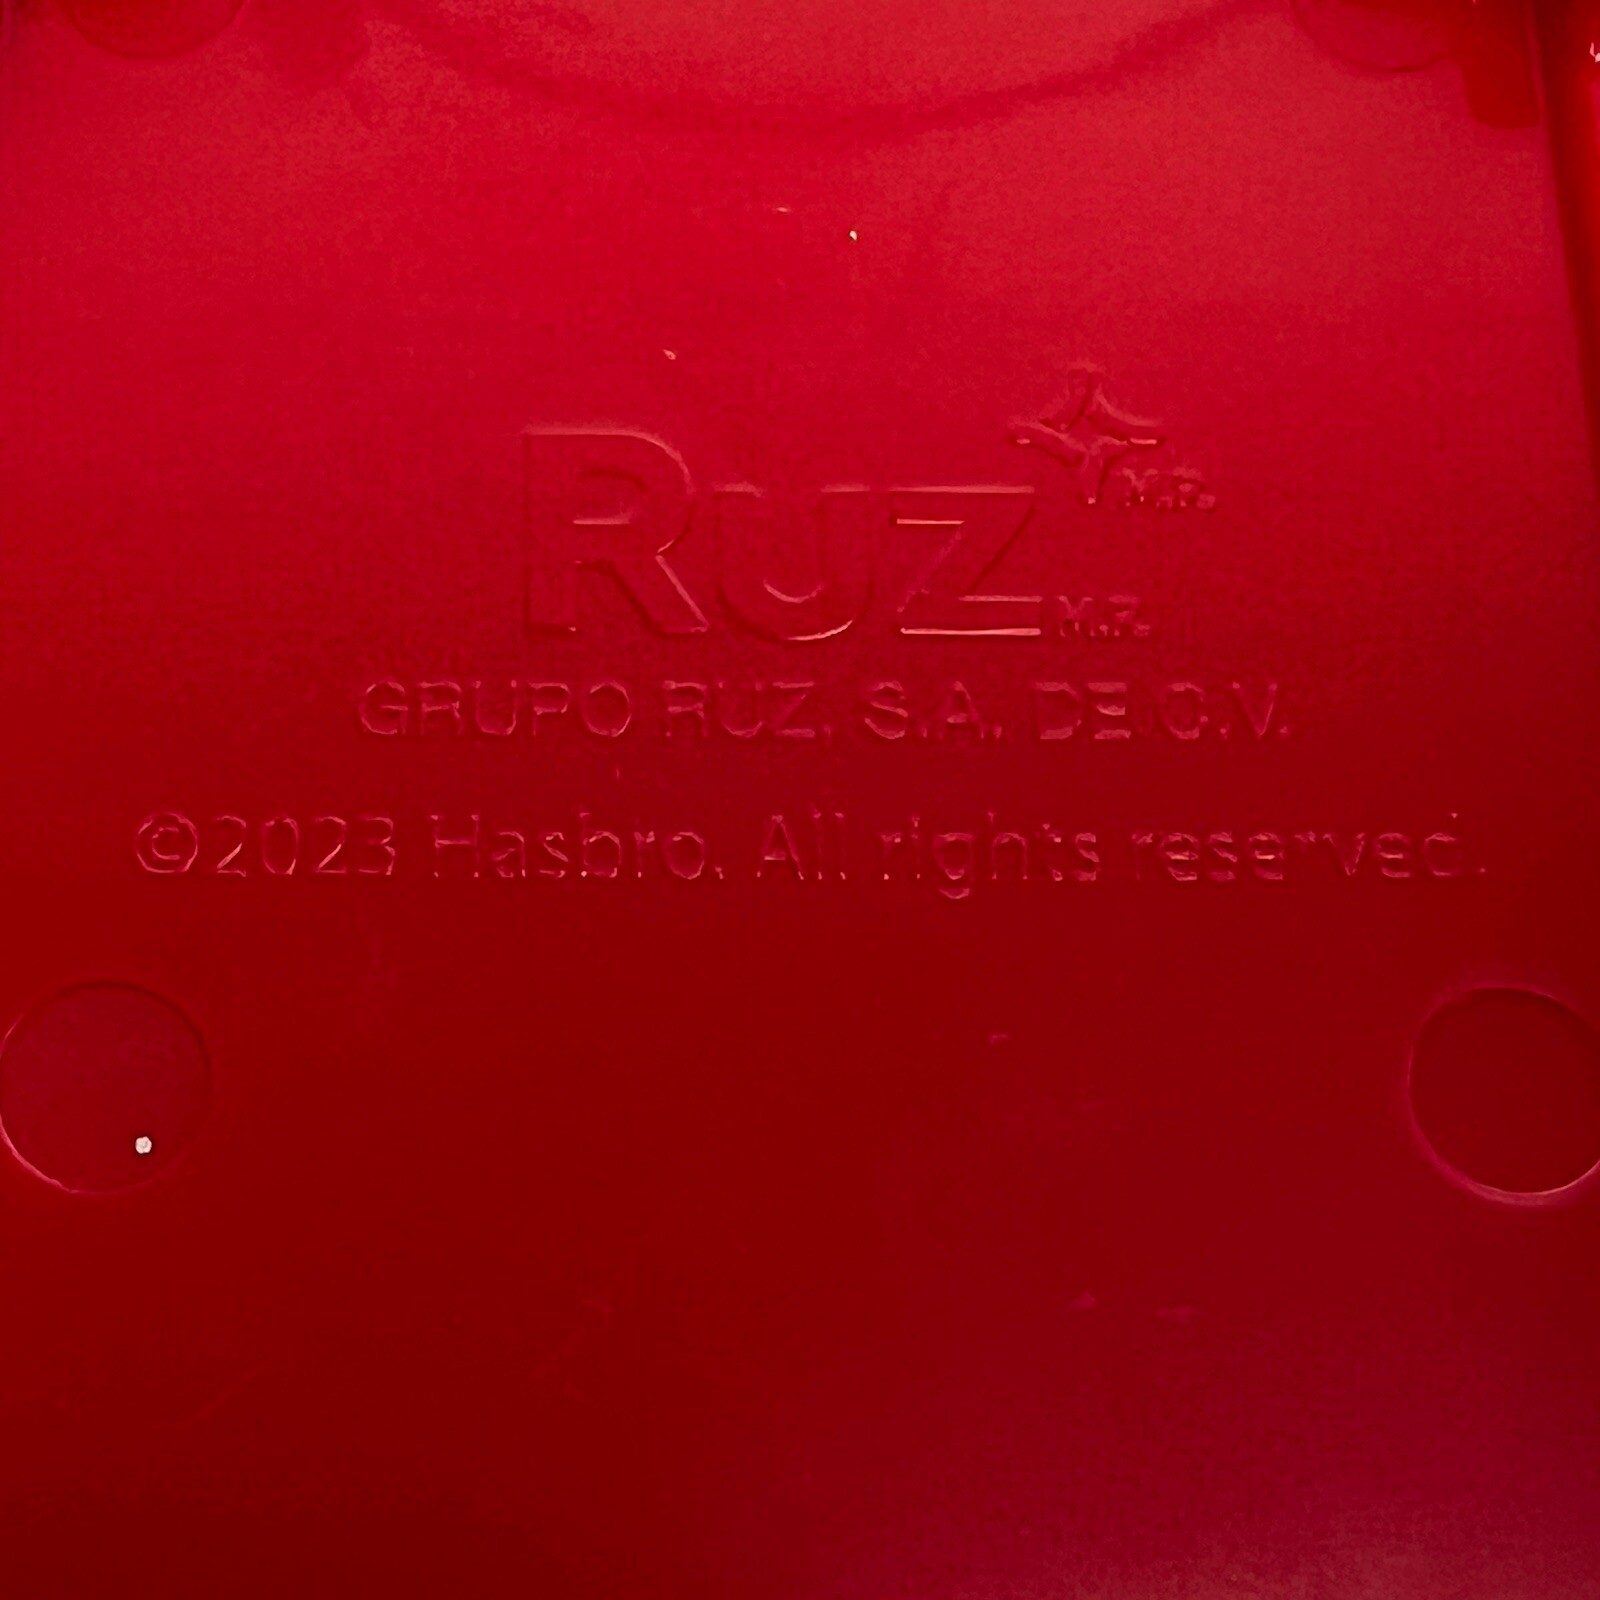 RUZ M.R.
M.R.
GRUPO RUZ, S.A. DE C.V.
©2023 Hasbro. All rights reserved.